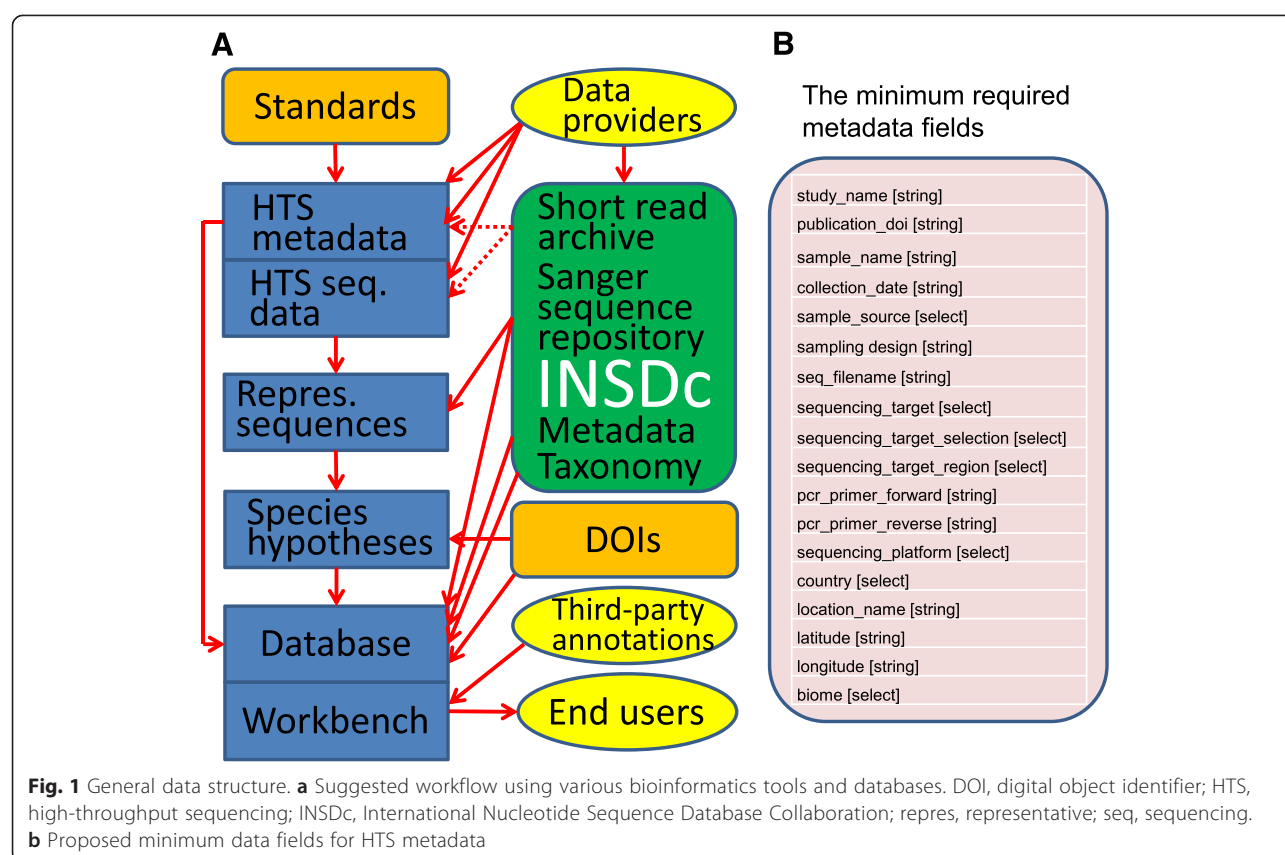 A
Standards
HTS
metadata
HTS seq.
data
Repres.
sequences
Species
hypotheses
Database
Workbench
Data
providers
Short read
archive
Sanger
sequence
repository
INSDc
Metadata
Taxonomy
DOIs
Third-party
annotations
End users
B
The minimum required
metadata fields
study_name [string]
publication_doi [string]
sample_name [string]
collection_date [string]
sample_source [select]
sampling design [string]
seq_filename [string]
sequencing_target [select]
sequencing_target_selection [select]
sequencing_target_region [select]
pcr_primer_forward [string]
pcr_primer_reverse [string]
sequencing_platform [select]
country [select]
location_name [string]
latitude [string]
longitude [string]
biome [select]
Fig. 1 General data structure. a Suggested workflow using various bioinformatics tools and databases. DOI, digital object identifier; HTS,
high-throughput sequencing; INSDc, International Nucleotide Sequence Database Collaboration; repres, representative; seq, sequencing.
b Proposed minimum data fields for HTS metadata